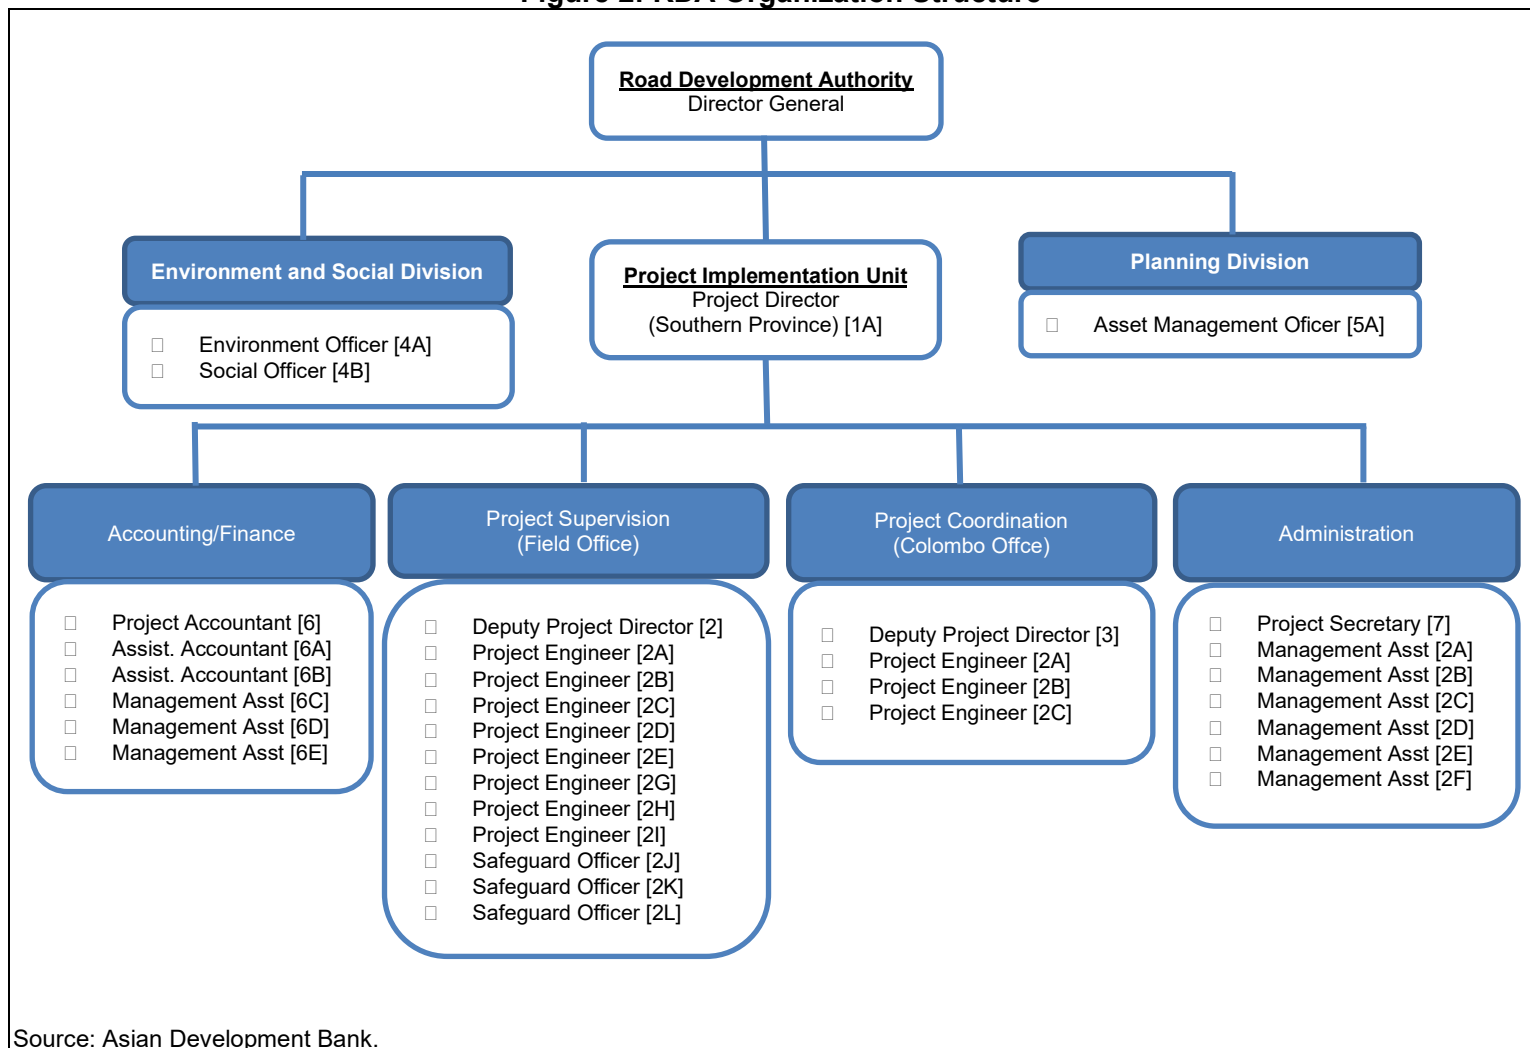 Figure 2: RDA Organization Structure
Road Development Authority
Director General
Environment and Social Division
Environment Officer [4A]
Social Officer [4B]
Project Implementation Unit
Project Director
(Southern Province) [1A]
Planning Division
Asset Management Oficer [5A]
Accounting/Finance
Project Accountant [6]
Assist. Accountant [6A]
Assist. Accountant [6B]
Management Asst [6C]
Management Asst [6D]
Management Asst [6E]
Project Supervision
(Field Office)
Deputy Project Director [2]
Project Engineer [2A]
Project Engineer [2B]
Project Engineer [2C]
Project Engineer [2D]
Project Engineer [2E]
Project Engineer [2G]
Project Engineer [2H]
Project Engineer [2I]
Safeguard Officer [2J]
Safeguard Officer [2K]
Safeguard Officer [2L]
Project Coordination
(Colombo Offce)
Deputy Project Director [3]
Project Engineer [2A]
Project Engineer [2B]
Project Engineer [2C]
Administration
Project Secretary [7]
Management Asst [2A]
Management Asst [2B]
Management Asst [2C]
Management Asst [2D]
Management Asst [2E]
Management Asst [2F]
Source: Asian Development Bank.